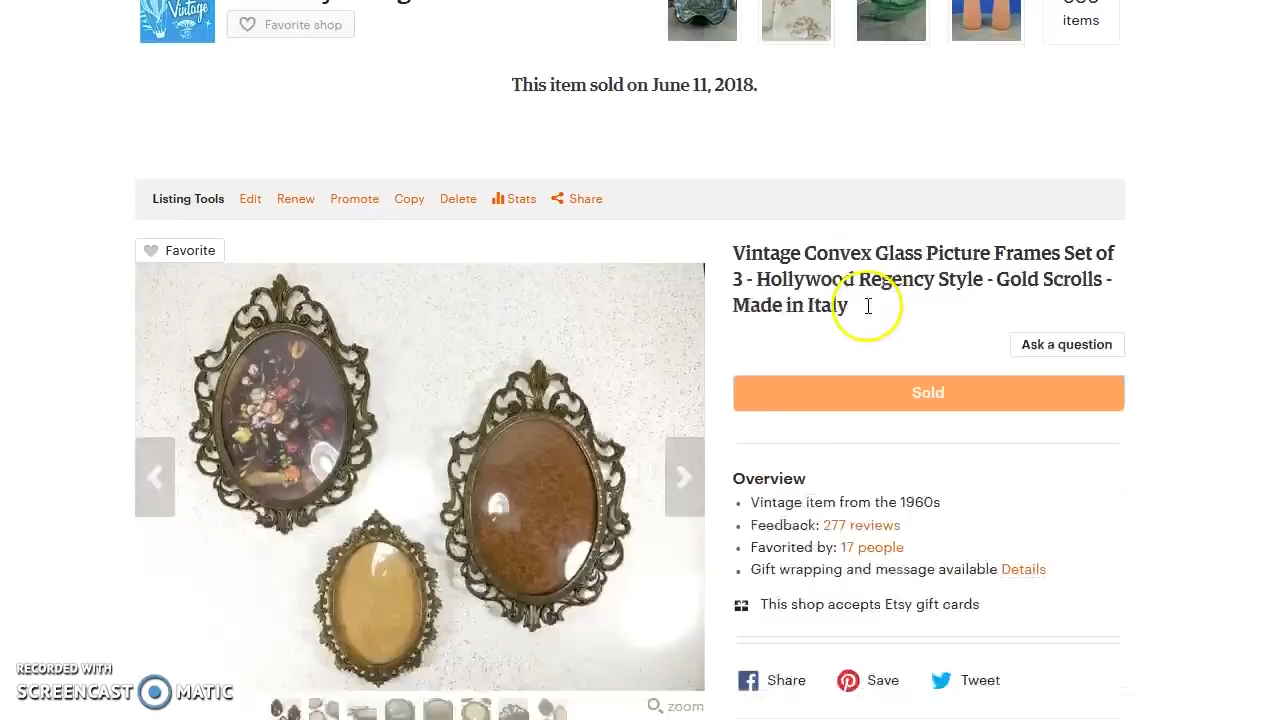 Vintage
Favorite shop
items
This item sold on June 11, 2018.
Listing Tools Edit Renew Promote Copy Delete Stats Share
Favorite
Vintage Convex Glass Picture Frames Set of
3 - Hollywood Regency Style - Gold Scrolls -
Made in Italy
Ask a question
Sold
Overview
Vintage item from the 1960s
Feedback: 277 reviews
Favorited by: 17 people
Gift wrapping and message available Details
This shop accepts Etsy gift cards
Share Save Tweet
zoom
RECORDED WITH
SCREENCAST MATIC